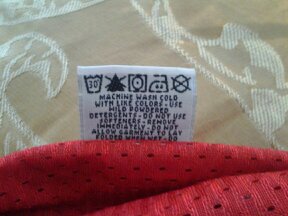 30°
MACHINE WASH COLD
WITH LIKE COLORS - USE
MILD POWDERED
DETERGENTS - DO NOT USE
SOFTENERS - REMOVE
IMMEDIATELY - DO NOT
ALLOW GARMENT TO LAY
FOLDED WHEN WET - DO